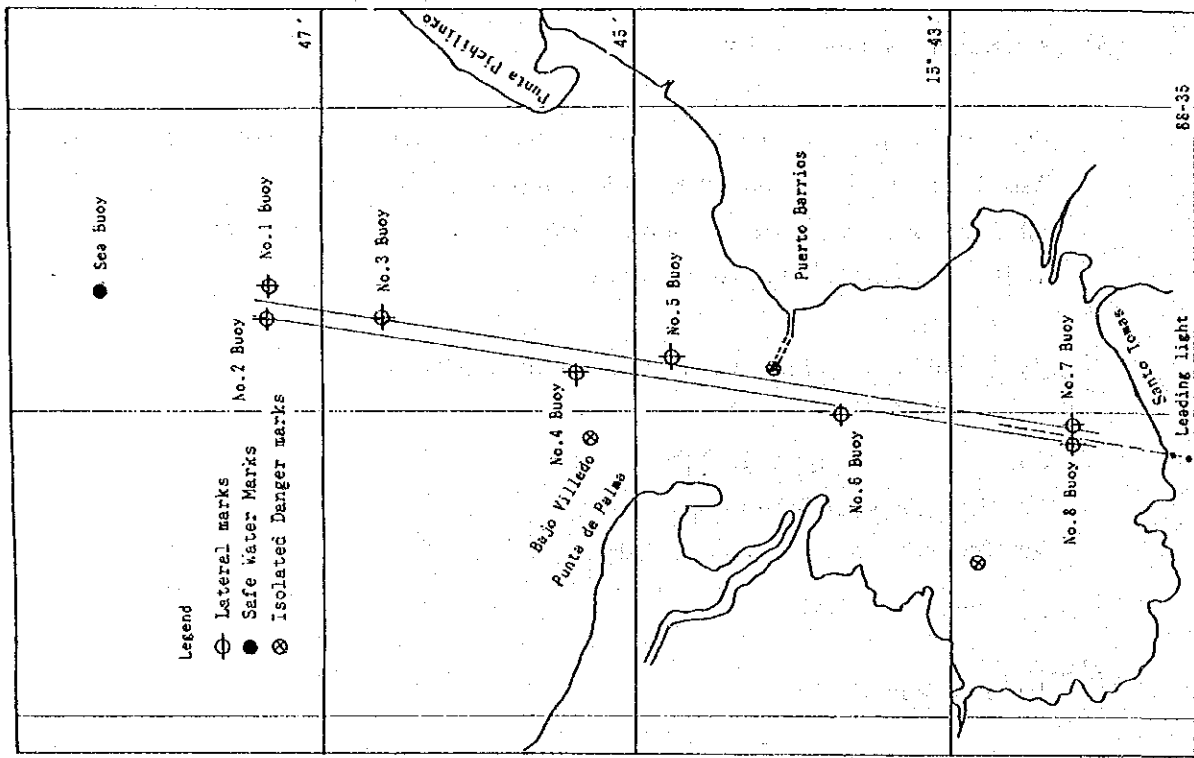 Legend
Lateral marks
Safe Water Marks
Isolated Danger marks
Sea buoy
No.2 Buoy
No.1 Buoy
47'
No.3 Buoy
Punta Pichilingo
No.4 Buoy
Bajo Villedo
Punta de Palma
45'
No.5 Buoy
Puerto Barrios
No.6 Buoy
15°-43'
No.8 Buoy
No.7 Buoy
Santo Tomas
Leading light
88-35